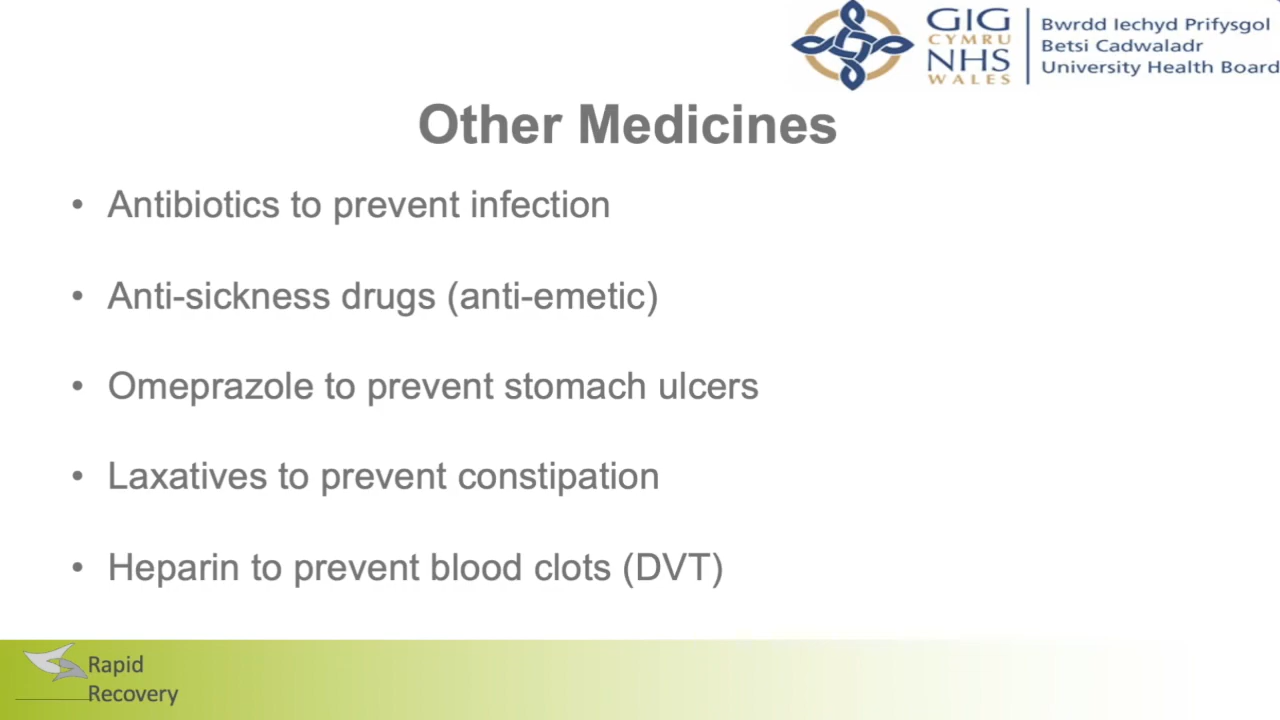 GIG
CYMRU
NHS
WALES
Bwrdd Iechyd Prifysgol
Betsi Cadwaladr
University Health Board
Other Medicines
• Antibiotics to prevent infection
• Anti-sickness drugs (anti-emetic)
• Omeprazole to prevent stomach ulcers
• Laxatives to prevent constipation
• Heparin to prevent blood clots (DVT)
Rapid
Recovery